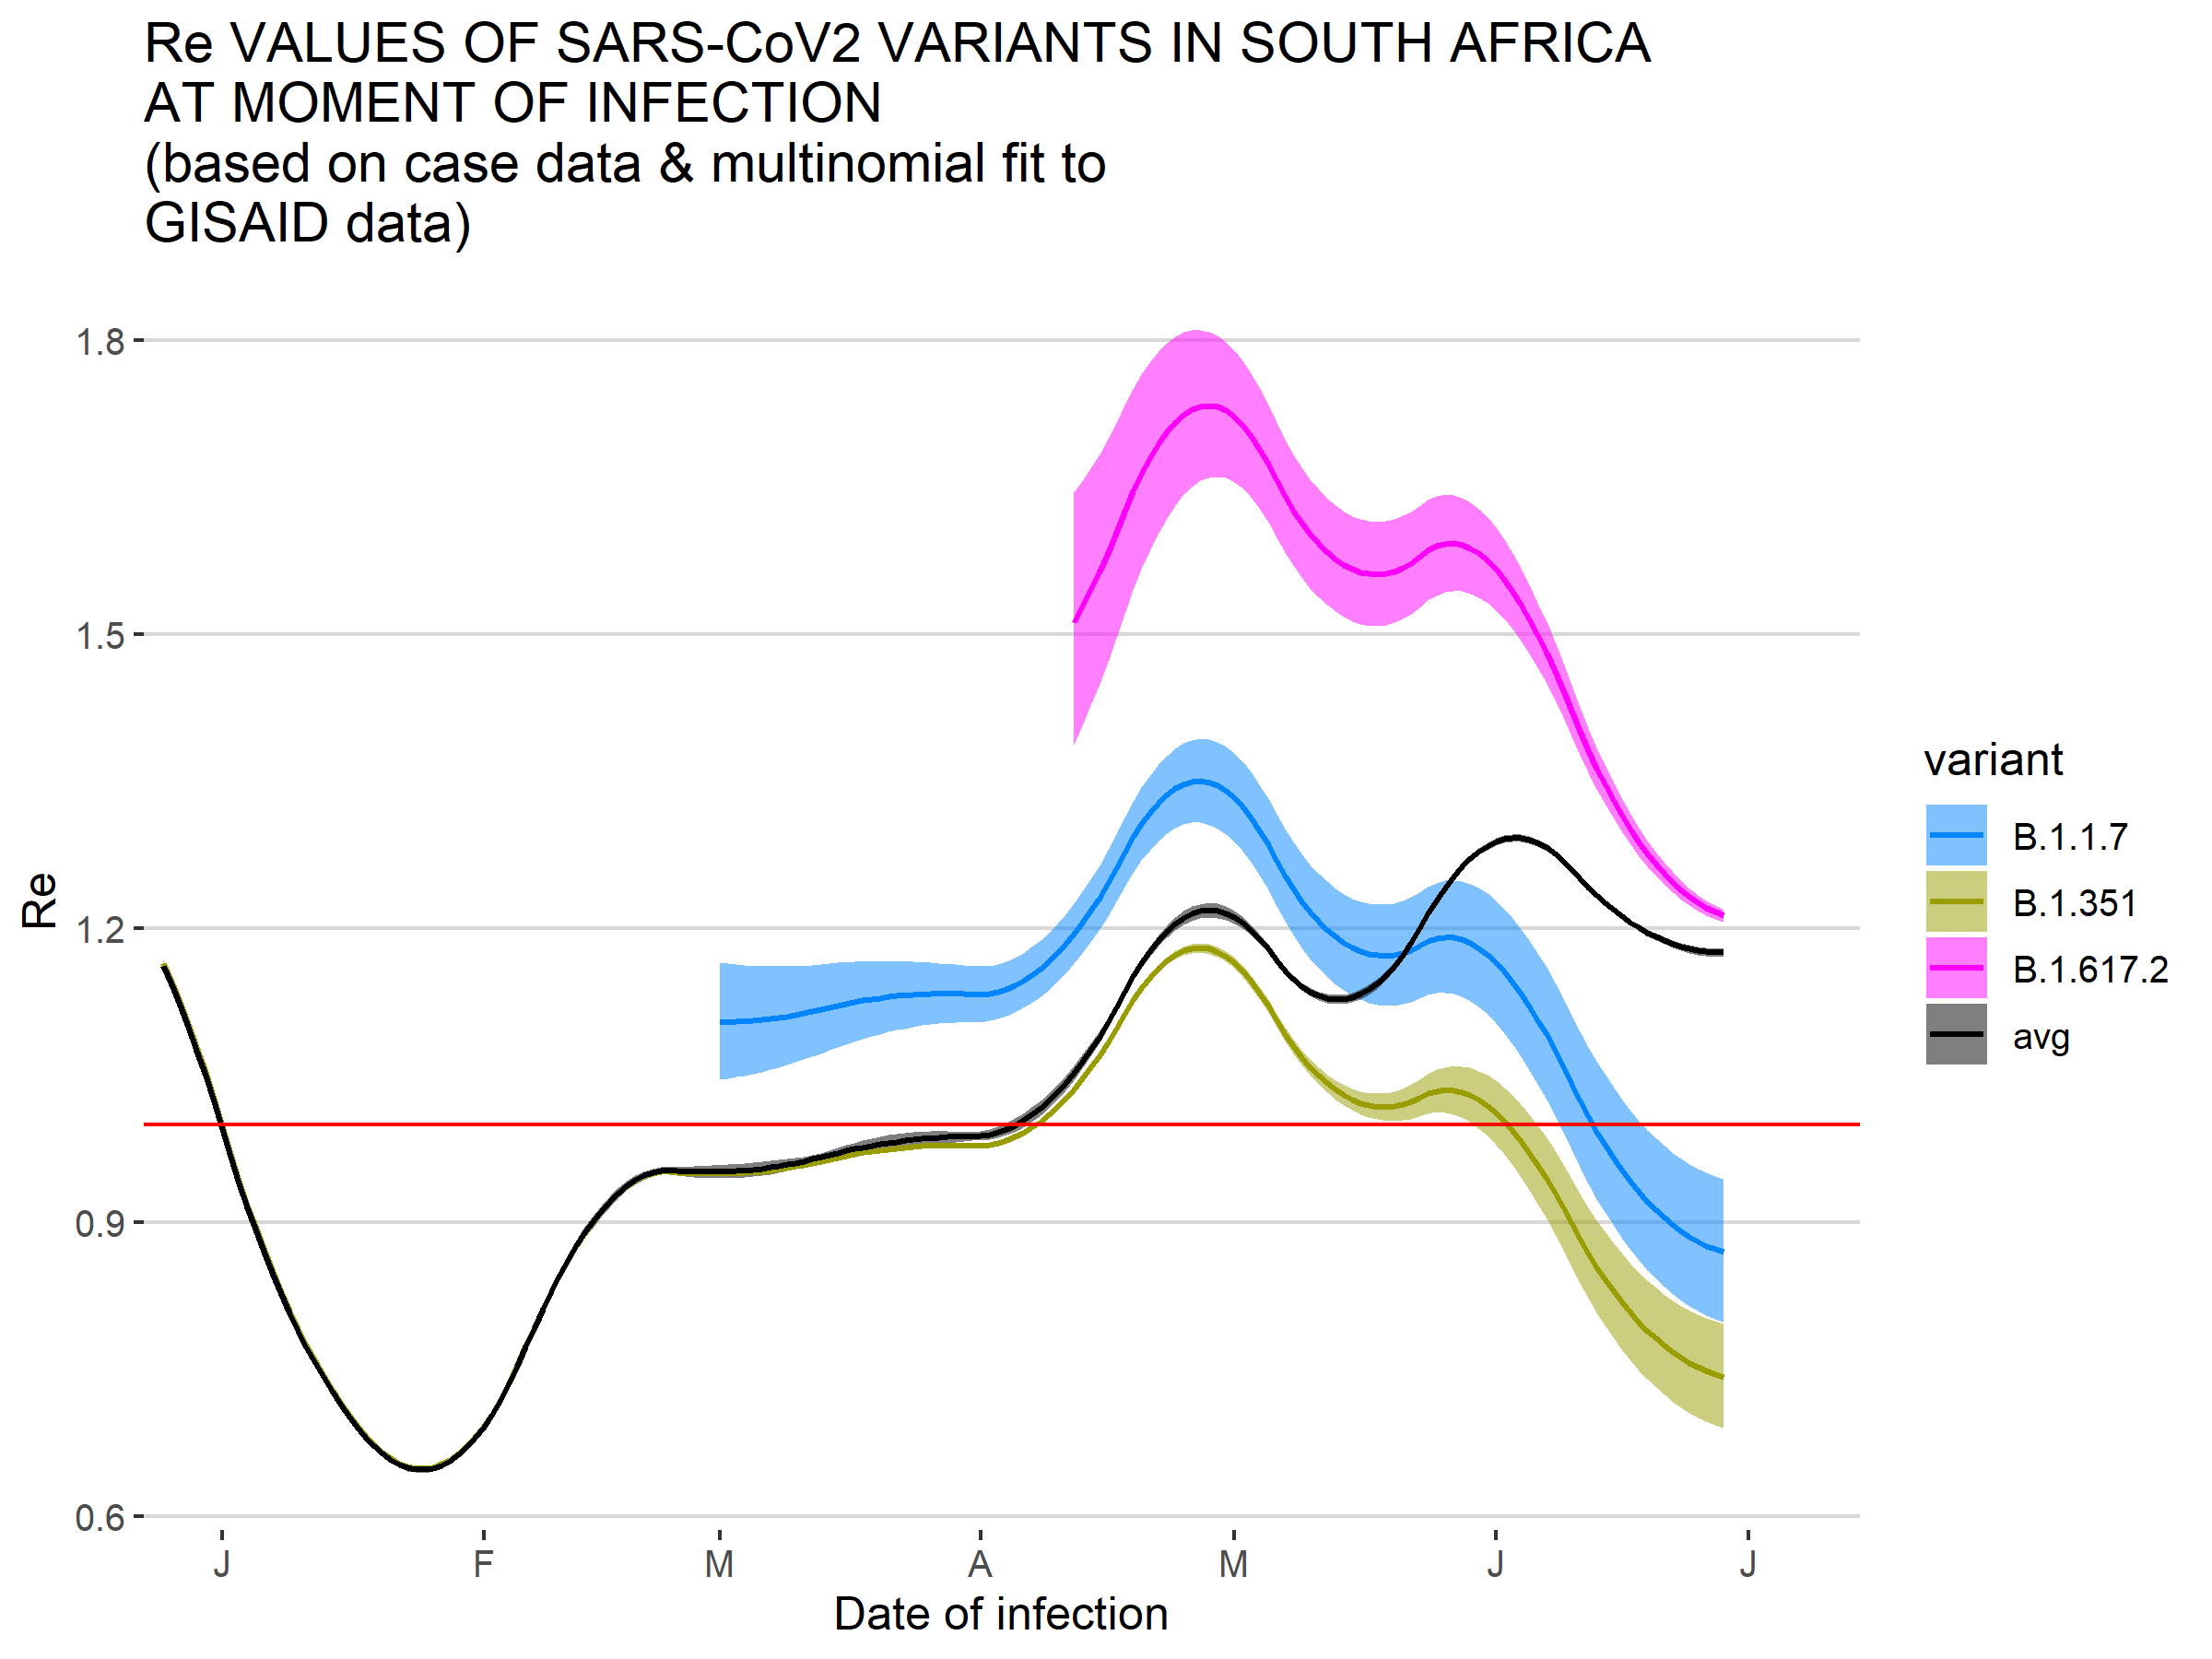 Re VALUES OF SARS-CoV2 VARIANTS IN SOUTH AFRICA
AT MOMENT OF INFECTION
(based on case data & multinomial fit to
GISAID data)
1.8
1.5
1.2
0.9
0.6
Re
J F M A M J J
Date of infection
variant
B.1.1.7
B.1.351
B.1.617.2
avg